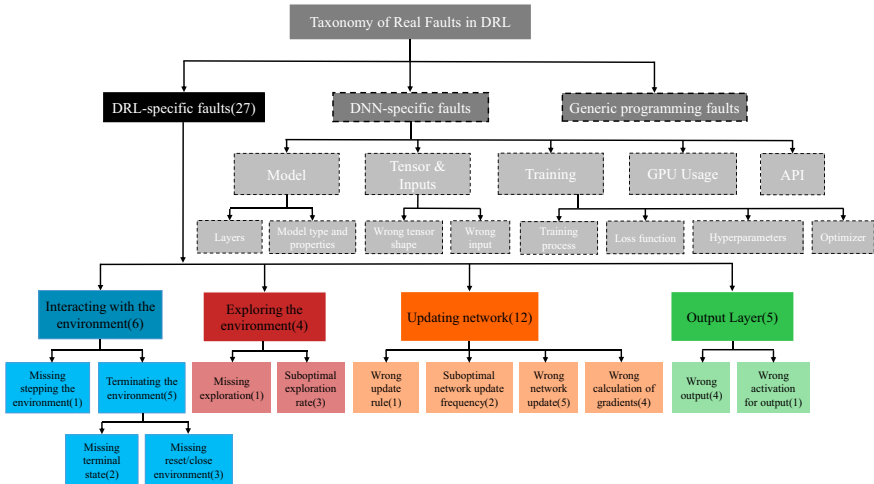 Taxonomy of Real Faults in DRL
DRL-specific faults(27)
DNN-specific faults
Generic programming faults
Model
Tensor &
Inputs
Training
GPU Usage
API
Layers
Model type and
properties
Wrong tensor
shape
Wrong
input
Training
process
Loss function
Hyperparameters
Optimizer
Interacting with the
environment(6)
Exploring the
environment(4)
Updating network(12)
Output Layer(5)
Missing
stepping the
environment(1)
Terminating the
environment(5)
Missing
exploration(1)
Suboptimal
exploration
rate(3)
Wrong
update
rule(1)
Suboptimal
network update
frequency(2)
Wrong
network
update(5)
Wrong
calculation of
gradients(4)
Wrong
output(4)
Wrong
activation
for output(1)
Missing
terminal
state(2)
Missing
reset/close
environment(3)